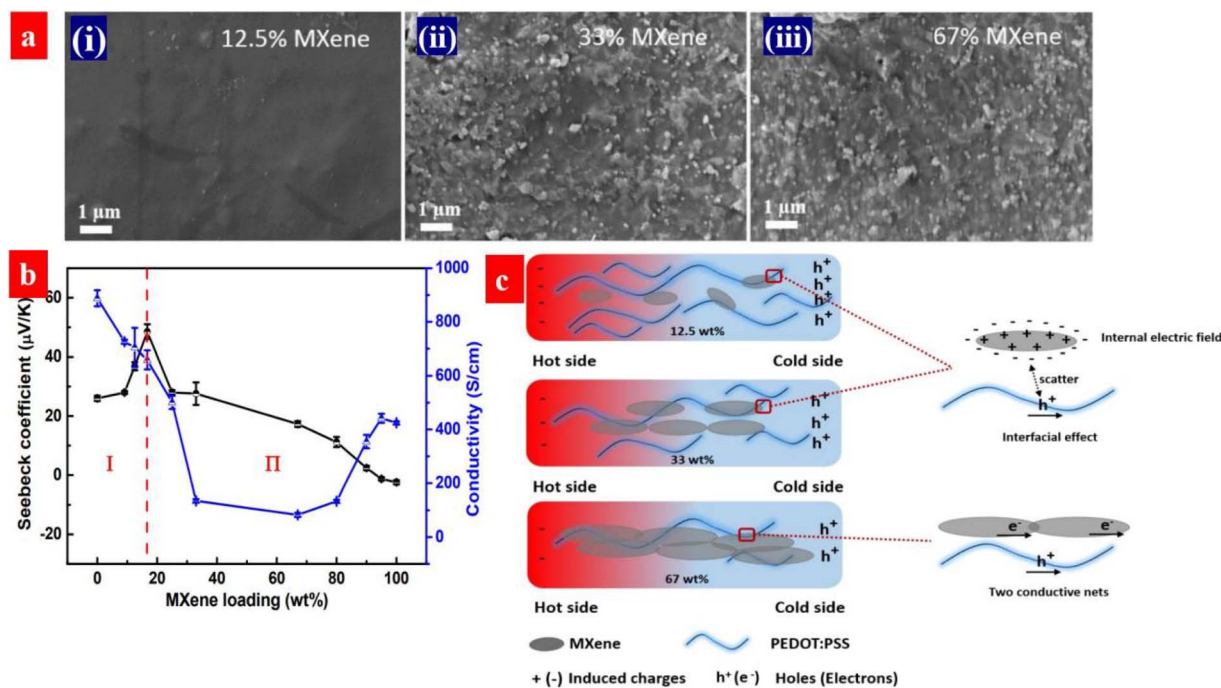 a
(i)
12.5% MXene
1 µm
(ii)
33% MXene
1 µm
(iii)
67% MXene
1 µm
b
Seebeck coefficient (µV/K)
60
40
20
0
-20
I
Π
1000
800
600
400
200
0
Conductivity (S/cm)
0 20 40 60 80 100
MXene loading (wt%)
c
- - -
h+
h+
h+
h+
12.5 wt%
Hot side
Cold side
- -
h+
h+
h+
33 wt%
Hot side
Cold side
-
h+
h+
67 wt%
Hot side
Cold side
- - - - - -
+ + + + + + +
- - - - - -
Internal electric field
scatter
h+
Interfacial effect
e- e-
h+
Two conductive nets
MXene
PEDOT:PSS
+ (-) Induced charges
h+(e-) Holes (Electrons)